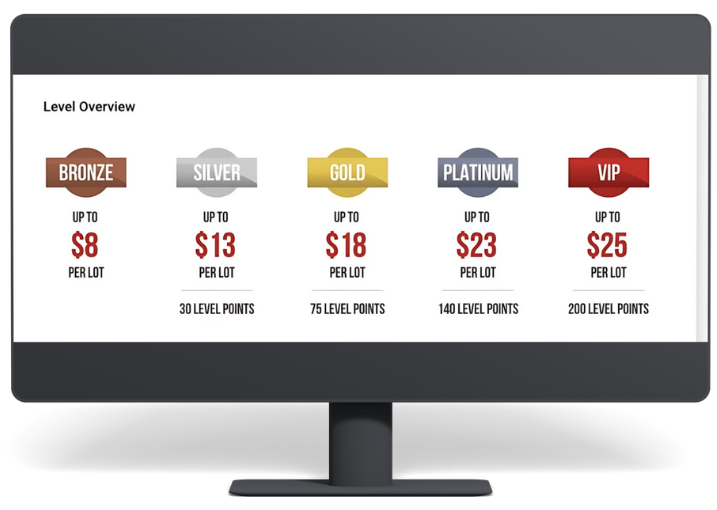 Level Overview
BRONZE
UP TO
$8
PER LOT
SILVER
UP TO
$13
PER LOT
30 LEVEL POINTS
GOLD
UP TO
$18
PER LOT
75 LEVEL POINTS
PLATINUM
UP TO
$23
PER LOT
140 LEVEL POINTS
VIP
UP TO
$25
PER LOT
200 LEVEL POINTS